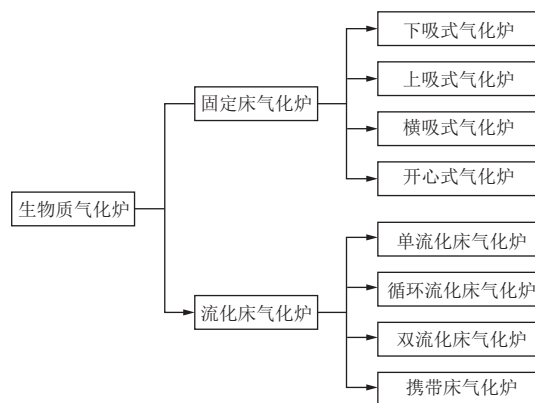 生物质气化炉
固定床气化炉
下吸式气化炉
上吸式气化炉
横吸式气化炉
开心式气化炉
流化床气化炉
单流化床气化炉
循环流化床气化炉
双流化床气化炉
携带床气化炉